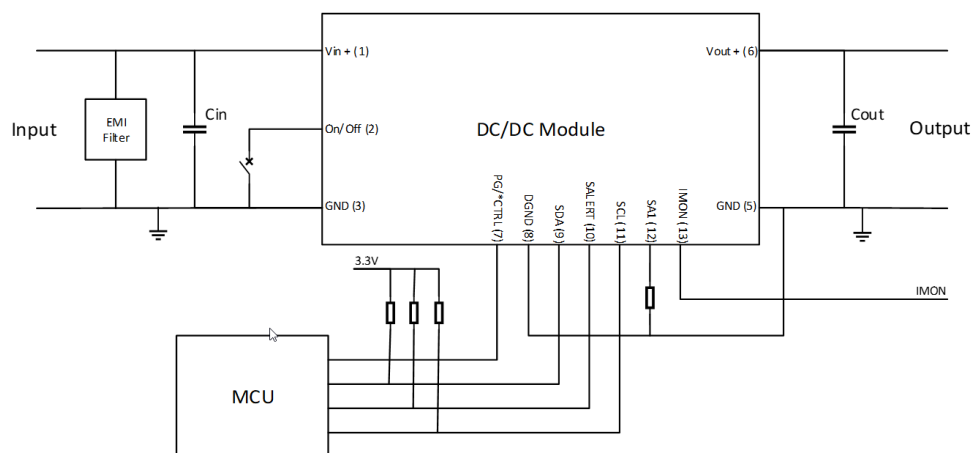 Vin + (1)
Vout + (6)
Input
EMI
Filter
Cin
On/Off (2)
DC/DC Module
Cout
Output
GND (3)
PG/*CTRL (7)
DGND (8)
SDA (9)
SALERT (10)
SCL (11)
SA1 (12)
IMON (13)
GND (5)
3.3V
IMON
MCU